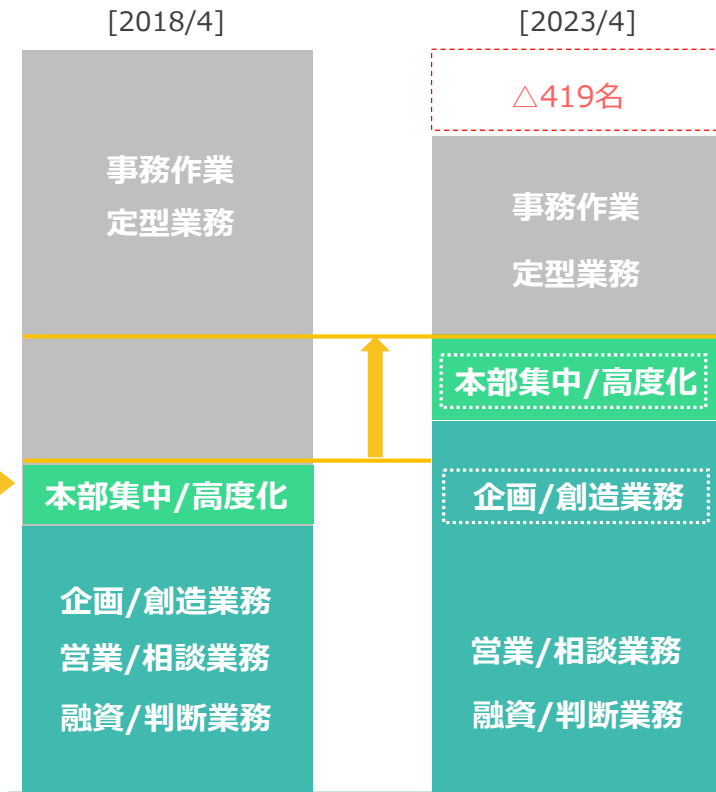 [2018/4]
事務作業
定型業務
本部集中/高度化
企画/創造業務
営業/相談業務
融資/判断業務
[2023/4]
△419名
事務作業
定型業務
本部集中/高度化
企画/創造業務
営業/相談業務
融資/判断業務